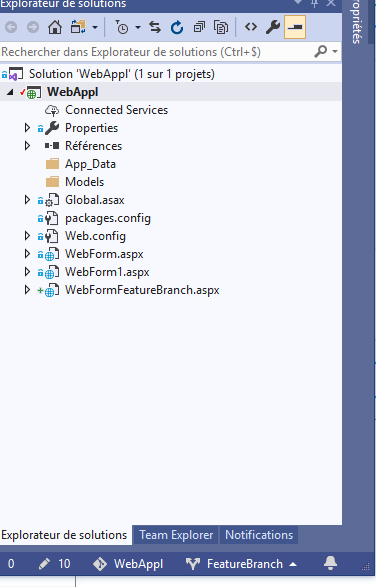 Explorateur de solutions
Rechercher dans Explorateur de solutions (Ctrl+$)
Solution 'WebAppl' (1 sur 1 projets)
WebAppl
Connected Services
Properties
Références
App_Data
Models
Global.asax
packages.config
Web.config
WebForm.aspx
WebForm1.aspx
WebFormFeatureBranch.aspx
Explorateur de solutions Team Explorer Notifications
0 10 WebAppl FeatureBranch
Propriétés